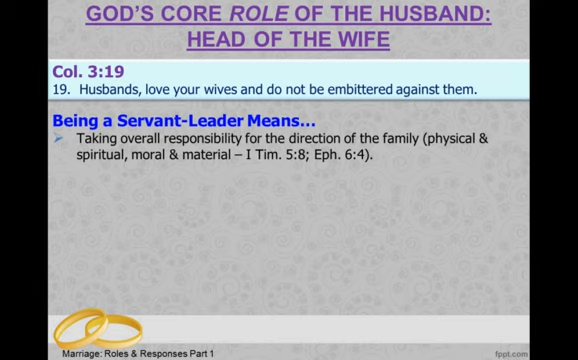 GOD'S CORE ROLE OF THE HUSBAND:
HEAD OF THE WIFE
Col. 3:19
19. Husbands, love your wives and do not be embittered against them.
Being a Servant-Leader Means...
Taking overall responsibility for the direction of the family (physical &
spiritual, moral & material – I Tim. 5:8; Eph. 6:4).
Marriage: Roles & Responses Part 1
fppt.com